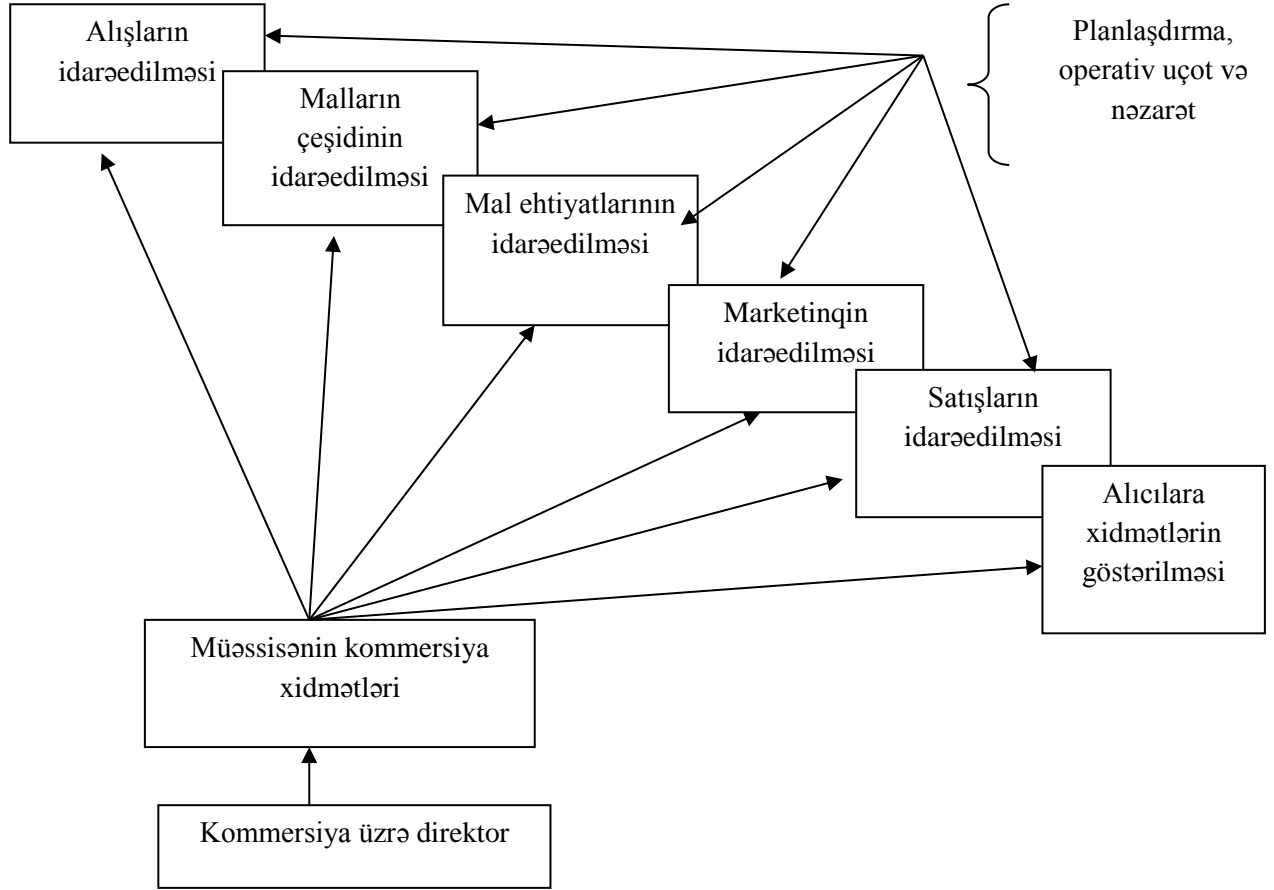 Alışların
idarəedilməsi
Planlaşdırma,
operativ uçot və
nəzarət
Malların
çeşidinin
idarəedilməsi
Mal ehtiyatlarının
idarəedilməsi
Marketinqin
idarəedilməsi
Satışların
idarəedilməsi
Alıcılara
xidmətlərin
göstərilməsi
Müəssisənin kommersiya
xidmətləri
Kommersiya üzrə direktor